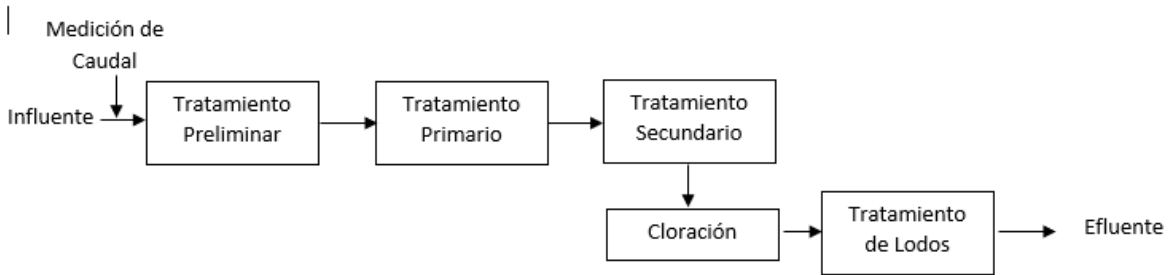 Medición de
Caudal
Influente
Tratamiento
Preliminar
Tratamiento
Primario
Tratamiento
Secundario
Cloración
Tratamiento
de Lodos
Efluente